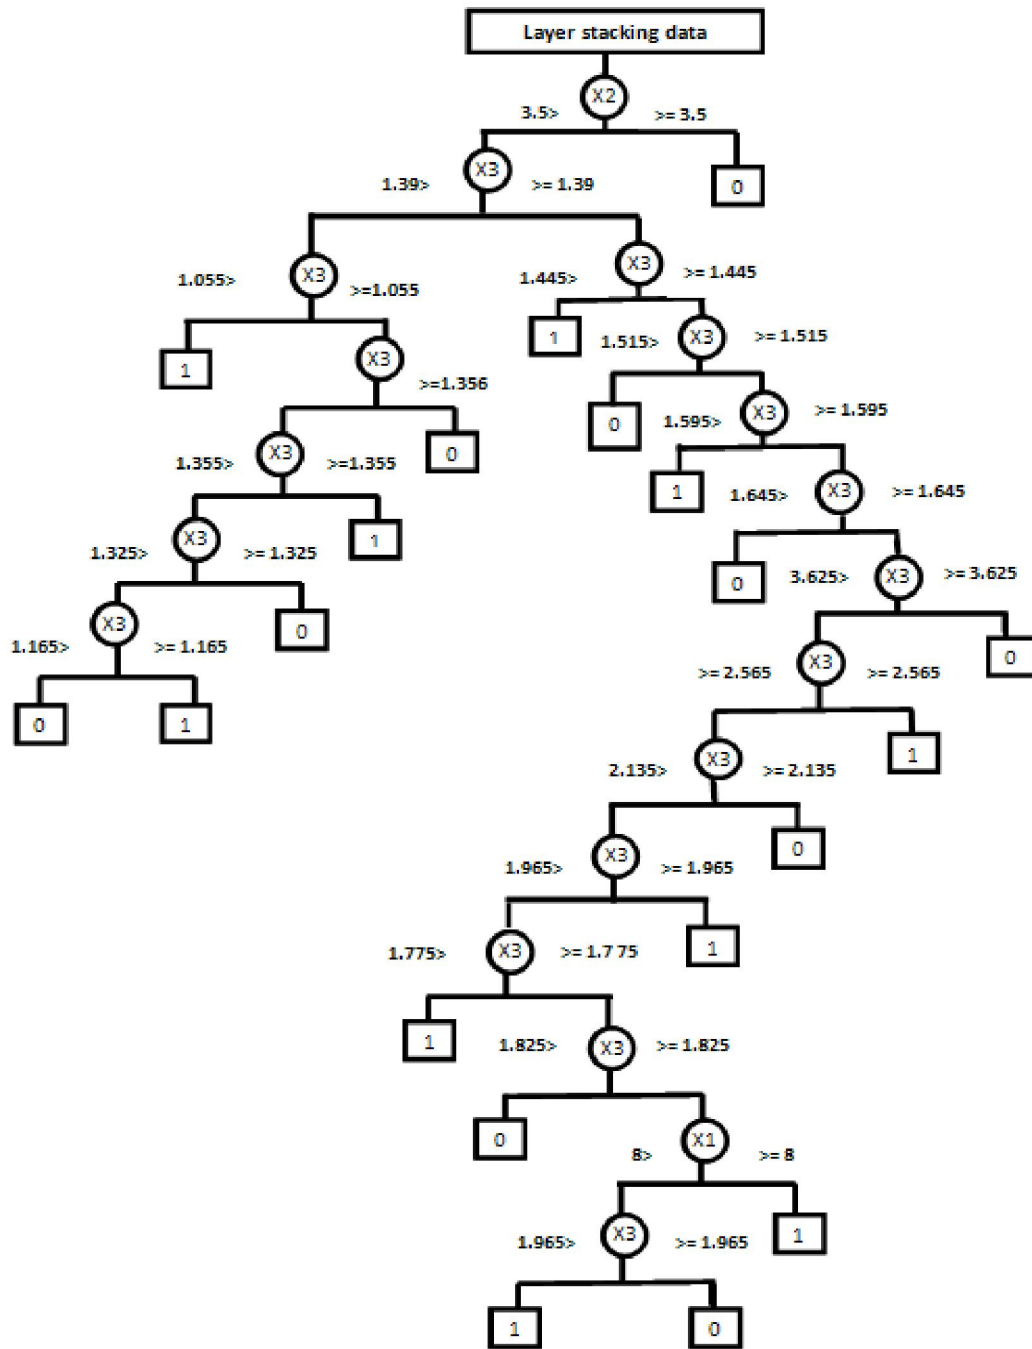 Layer stacking data
X2
3.5> >= 3.5
X3 0
1.39> >= 1.39
X3 X3
1.055> >=1.055 1.445> >= 1.445
1 X3 1 X3
>=1.356 1.515> >= 1.515
X3 0 0 X3
1.355> >=1.355 1.595> >= 1.595
X3 1 1 X3
1.325> >= 1.325 1.645> >= 1.645
X3 0 0 X3
1.165> >= 1.165 3.625> >= 3.625
0 1 X3 0
>= 2.565 >= 2.565
X3 1
2.135> >= 2.135
X3 0
1.965> >= 1.965
X3 1
1.775> >= 1.7 75
1 X3
1.825> >= 1.825
0 X1
8> >= 8
X3 1
1.965> >= 1.965
1 0